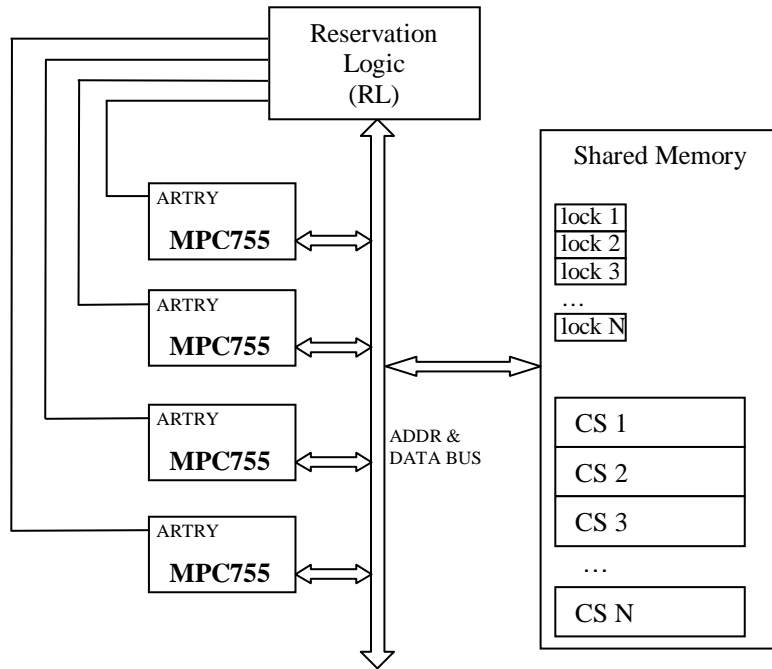 Reservation
Logic
(RL)
Shared Memory
lock 1
lock 2
lock 3
...
lock N
ARTRY
MPC755
ARTRY
MPC755
ARTRY
MPC755
ARTRY
MPC755
ADDR &
DATA BUS
CS 1
CS 2
CS 3
...
CS N